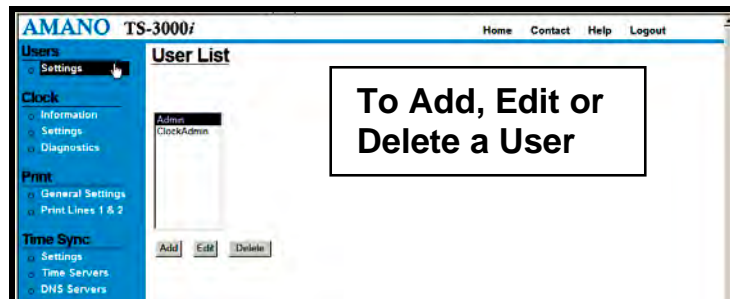 AMANO TS-3000i
Home Contact Help Logout
Users
Settings
Clock
Information
Settings
Diagnostics
Print
General Settings
Print Lines 1 & 2
Time Sync
Settings
Time Servers
DNS Servers
User List
Admin
ClockAdmin
Add Edit Delete
To Add, Edit or
Delete a User